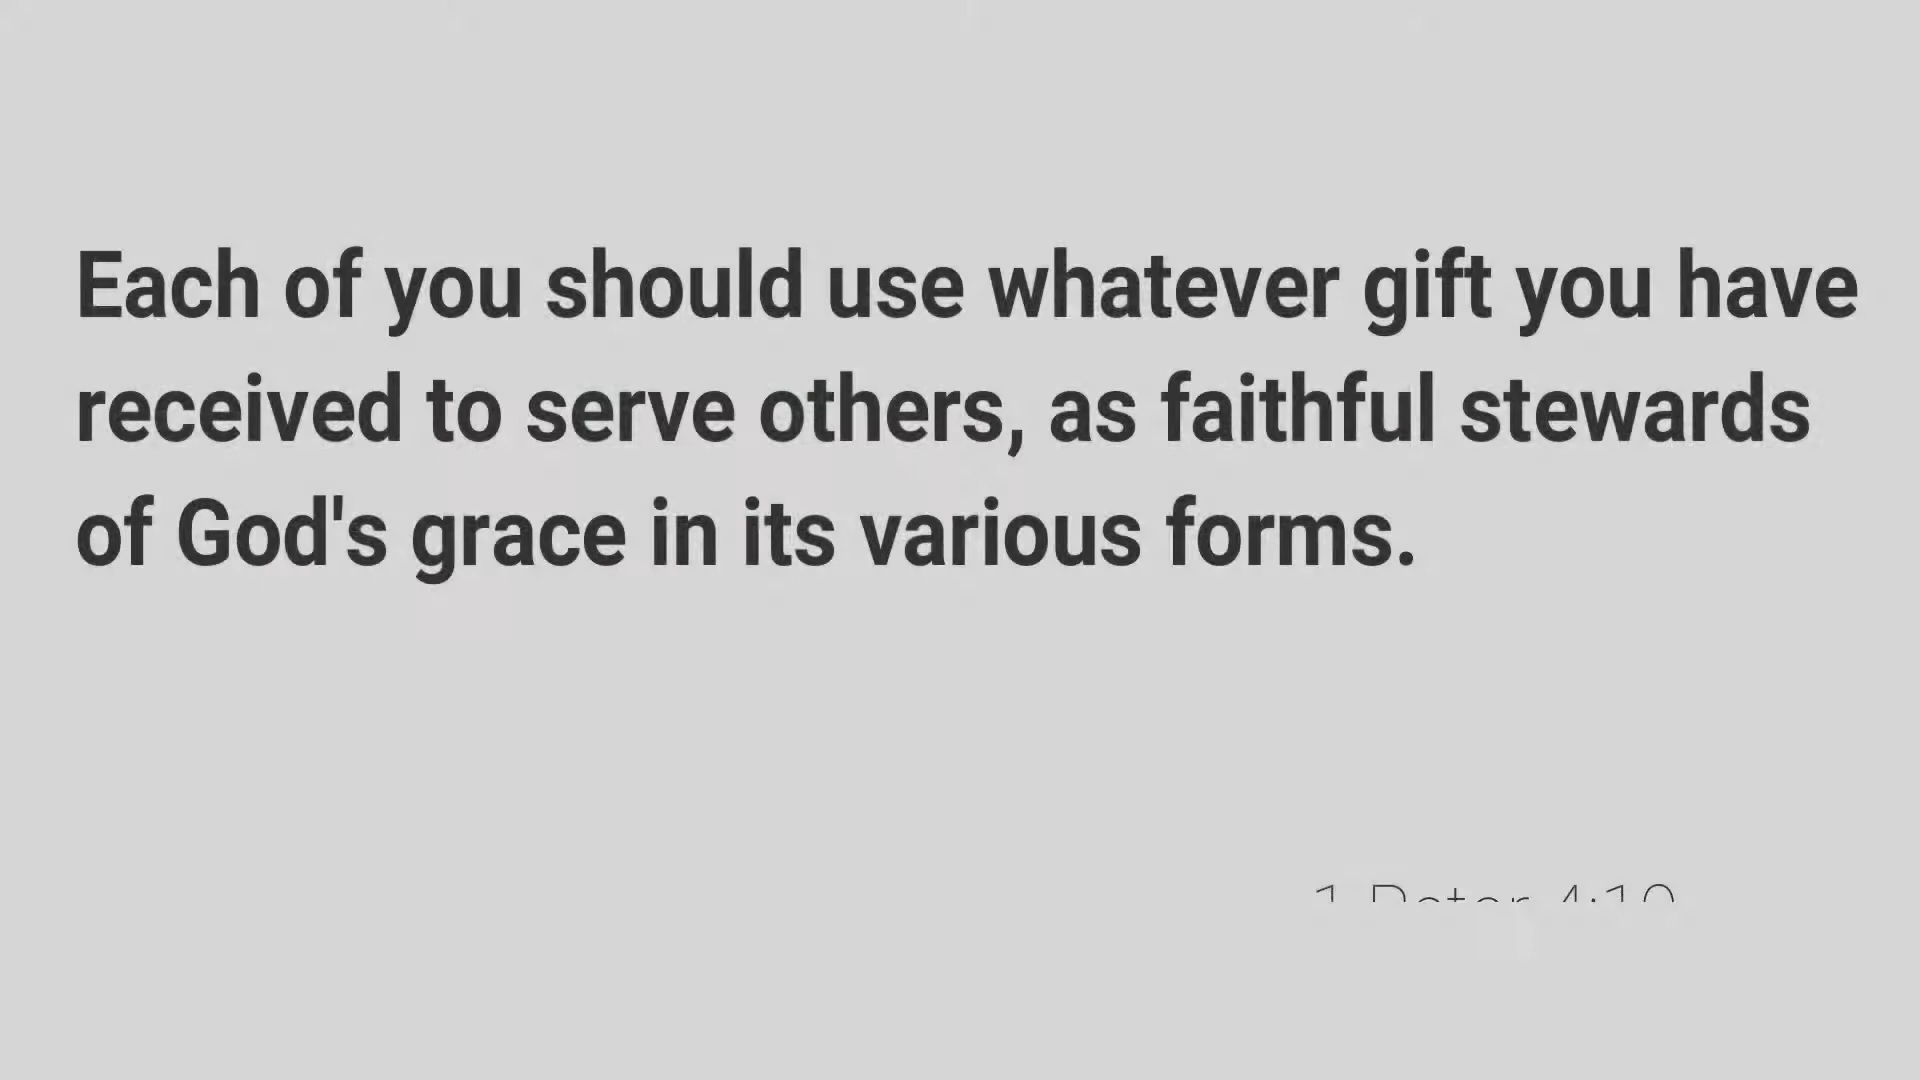 Each of you should use whatever gift you have
received to serve others, as faithful stewards
of God's grace in its various forms.
1 Peter 4:10